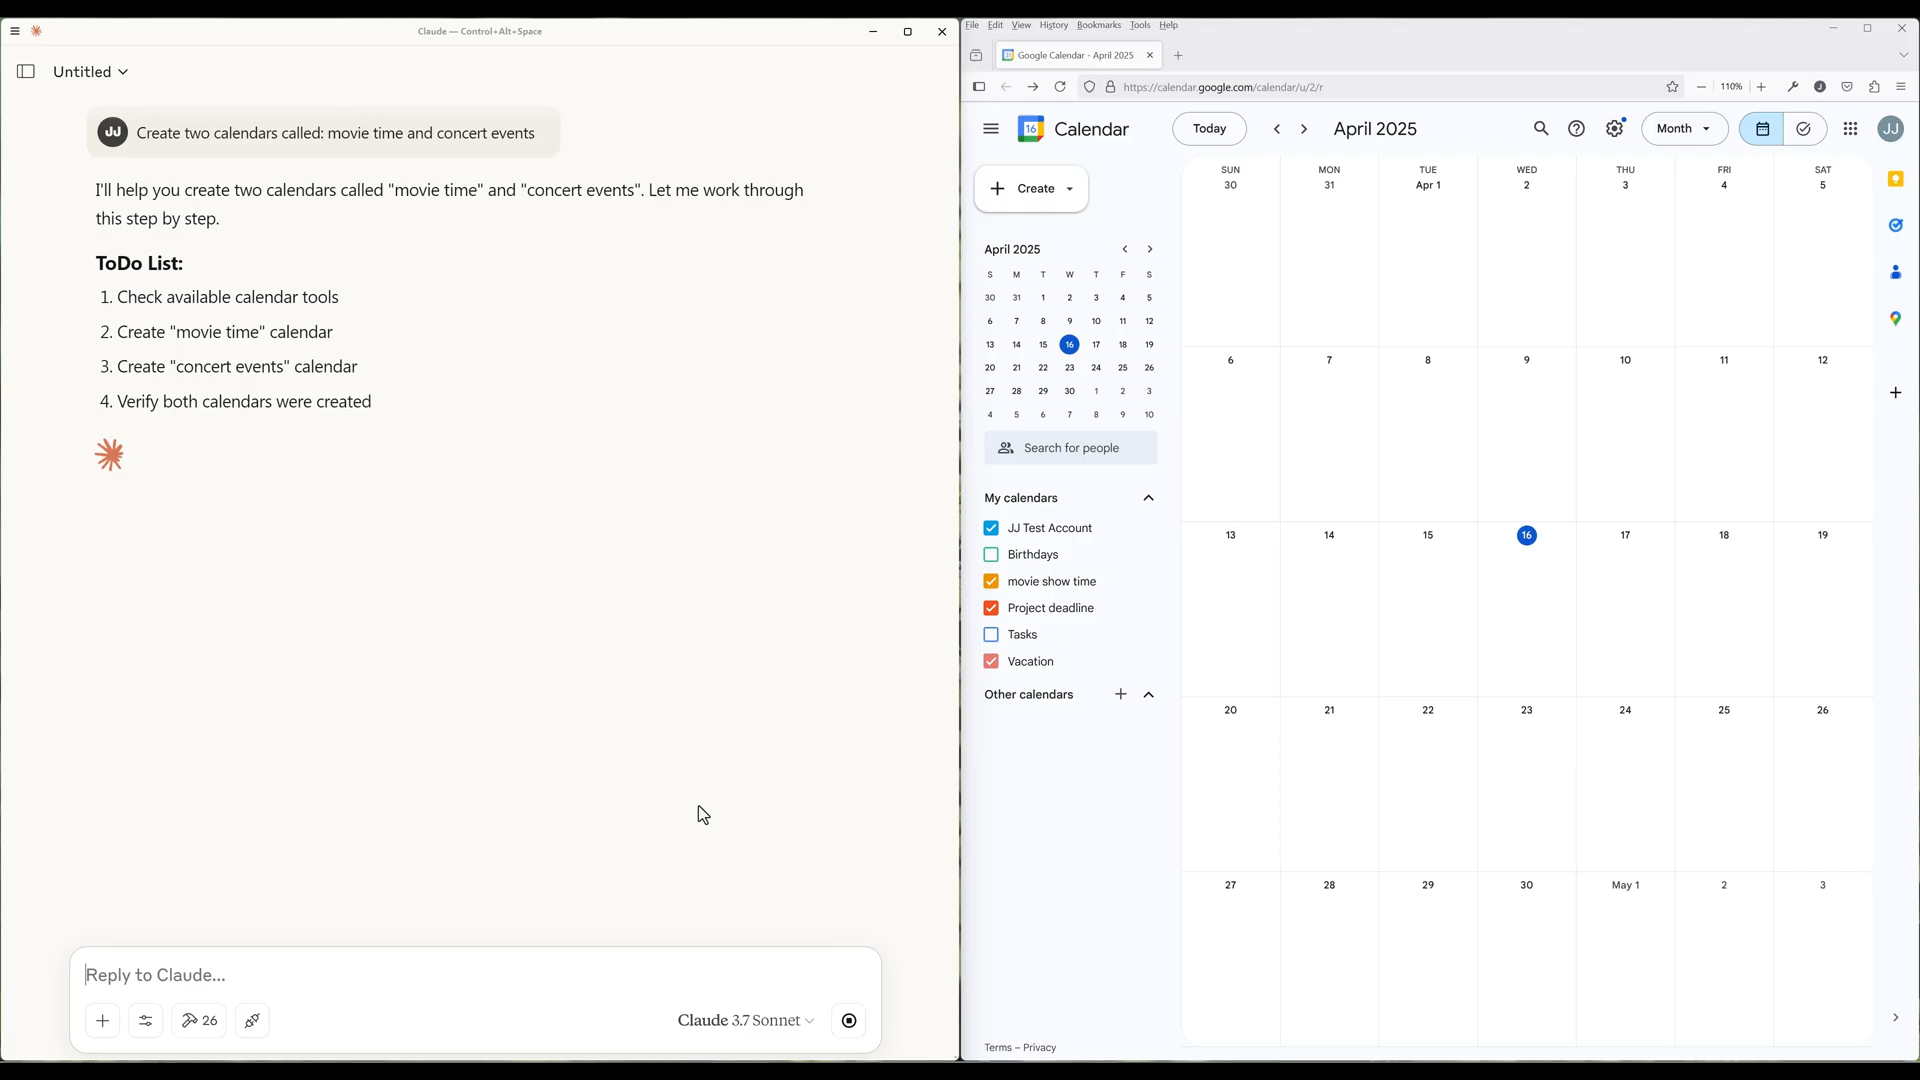 Claude — Control+Alt+Space
Untitled
JJ
Create two calendars called: movie time and concert events
I'll help you create two calendars called "movie time" and "concert events". Let me work through
this step by step.
ToDo List:
1. Check available calendar tools
2. Create "movie time" calendar
3. Create "concert events" calendar
4. Verify both calendars were created
Reply to Claude...
26
Claude 3.7 Sonnet
File Edit View History Bookmarks Tools Help
Google Calendar - April 2025
https://calendar.google.com/calendar/u/2/r
110%
16 Calendar
Today
April 2025
Month
JJ
Create
April 2025
S M T W T F S
30 31 1 2 3 4 5
6 7 8 9 10 11 12
13 14 15 16 17 18 19
20 21 22 23 24 25 26
27 28 29 30 1 2 3
4 5 6 7 8 9 10
Search for people
My calendars
JJ Test Account
Birthdays
movie show time
Project deadline
Tasks
Vacation
Other calendars
Terms – Privacy
SUN MON TUE WED THU FRI SAT
30 31 Apr 1 2 3 4 5
6 7 8 9 10 11 12
13 14 15 16 17 18 19
20 21 22 23 24 25 26
27 28 29 30 May 1 2 3